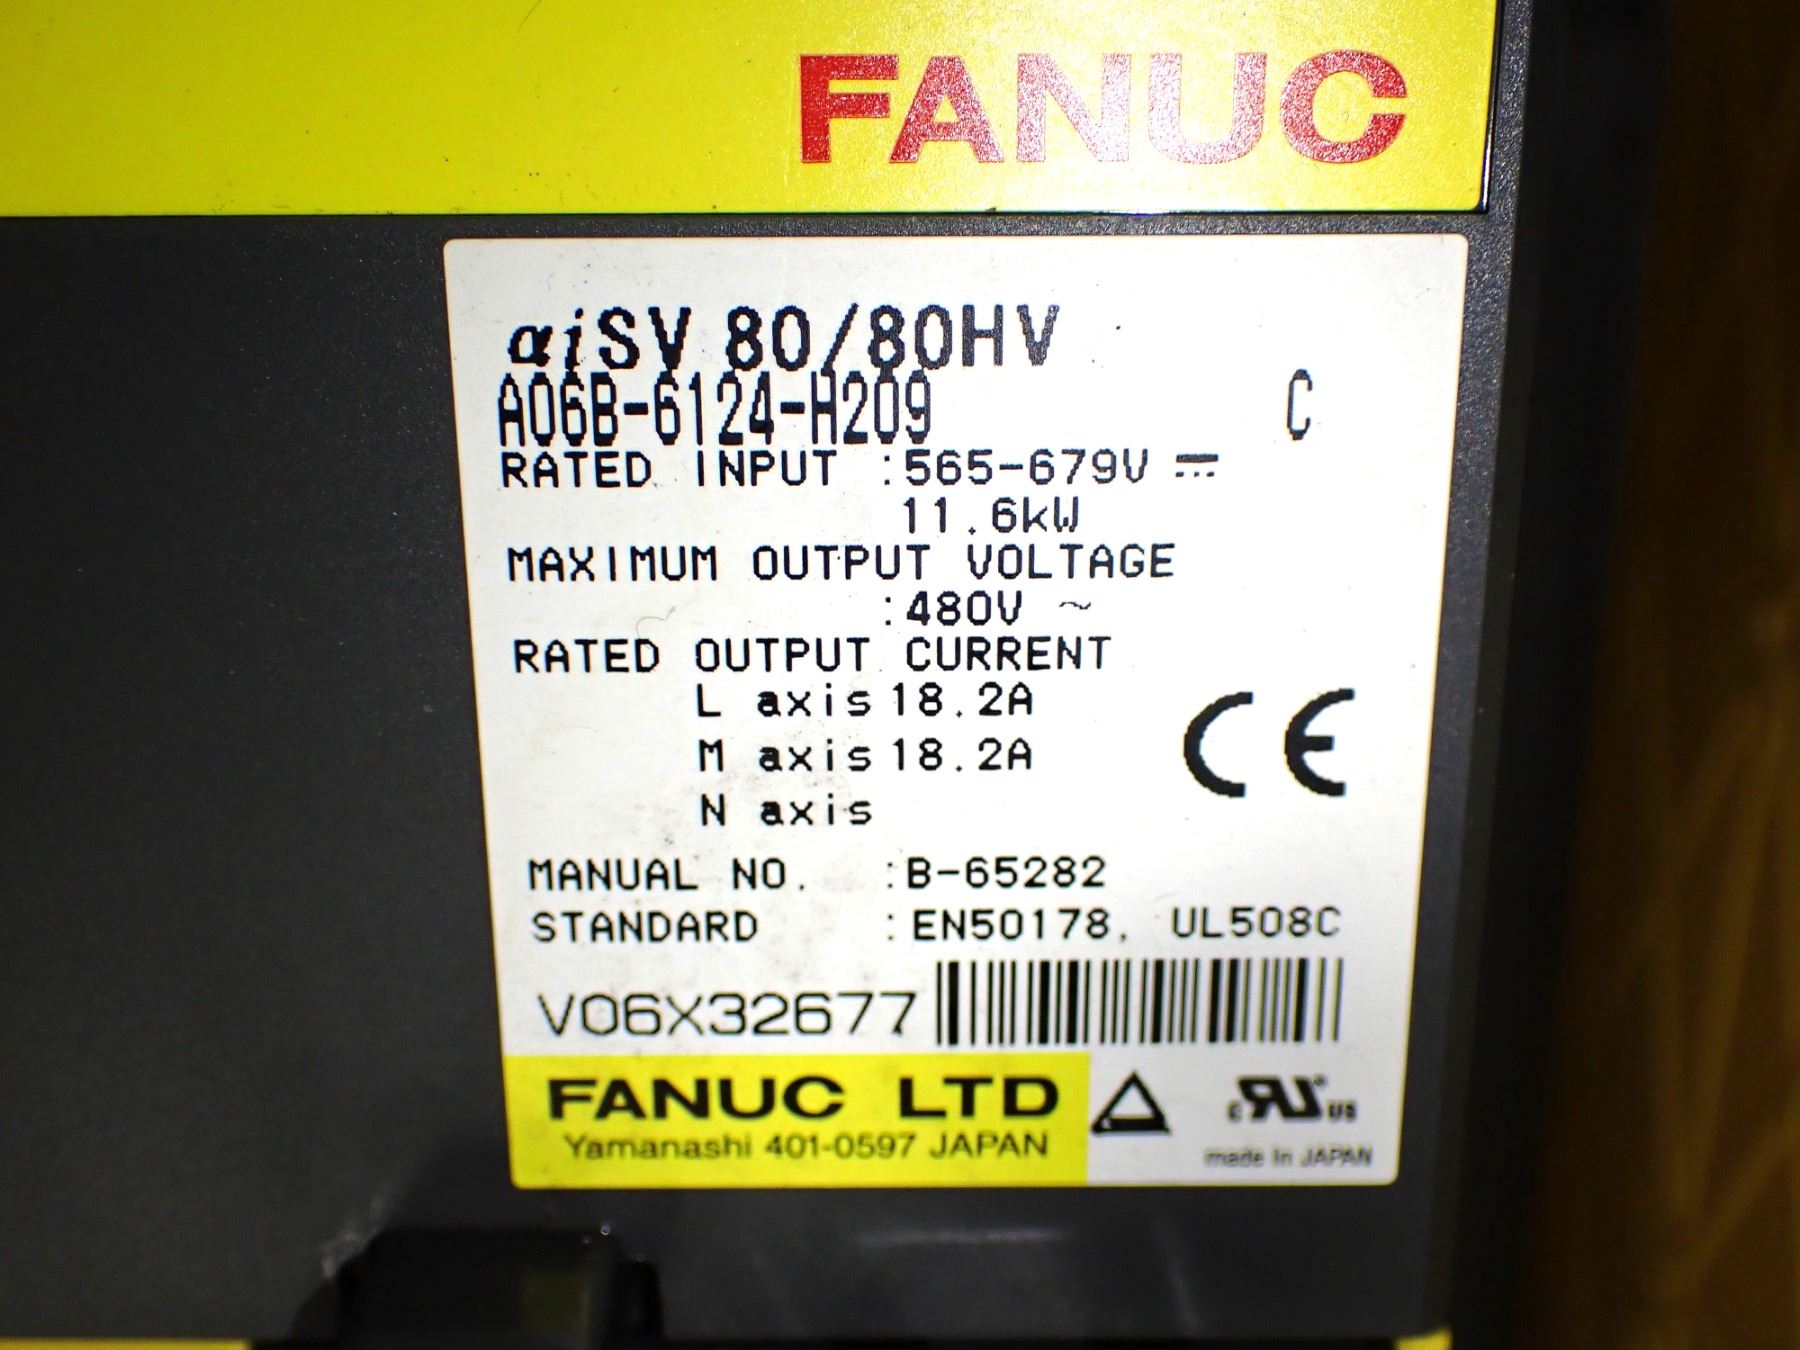 FANUC
αiSV 80/80HV
A06B-6124-H209 C
RATED INPUT :565-679V ⎓
11.6kW
MAXIMUM OUTPUT VOLTAGE
:480V ~
RATED OUTPUT CURRENT
L axis 18.2A
M axis 18.2A
N axis
CE
MANUAL NO. :B-65282
STANDARD :EN50178, UL508C
V06X32677
FANUC LTD
Yamanashi 401-0597 JAPAN
c RU us
made in JAPAN